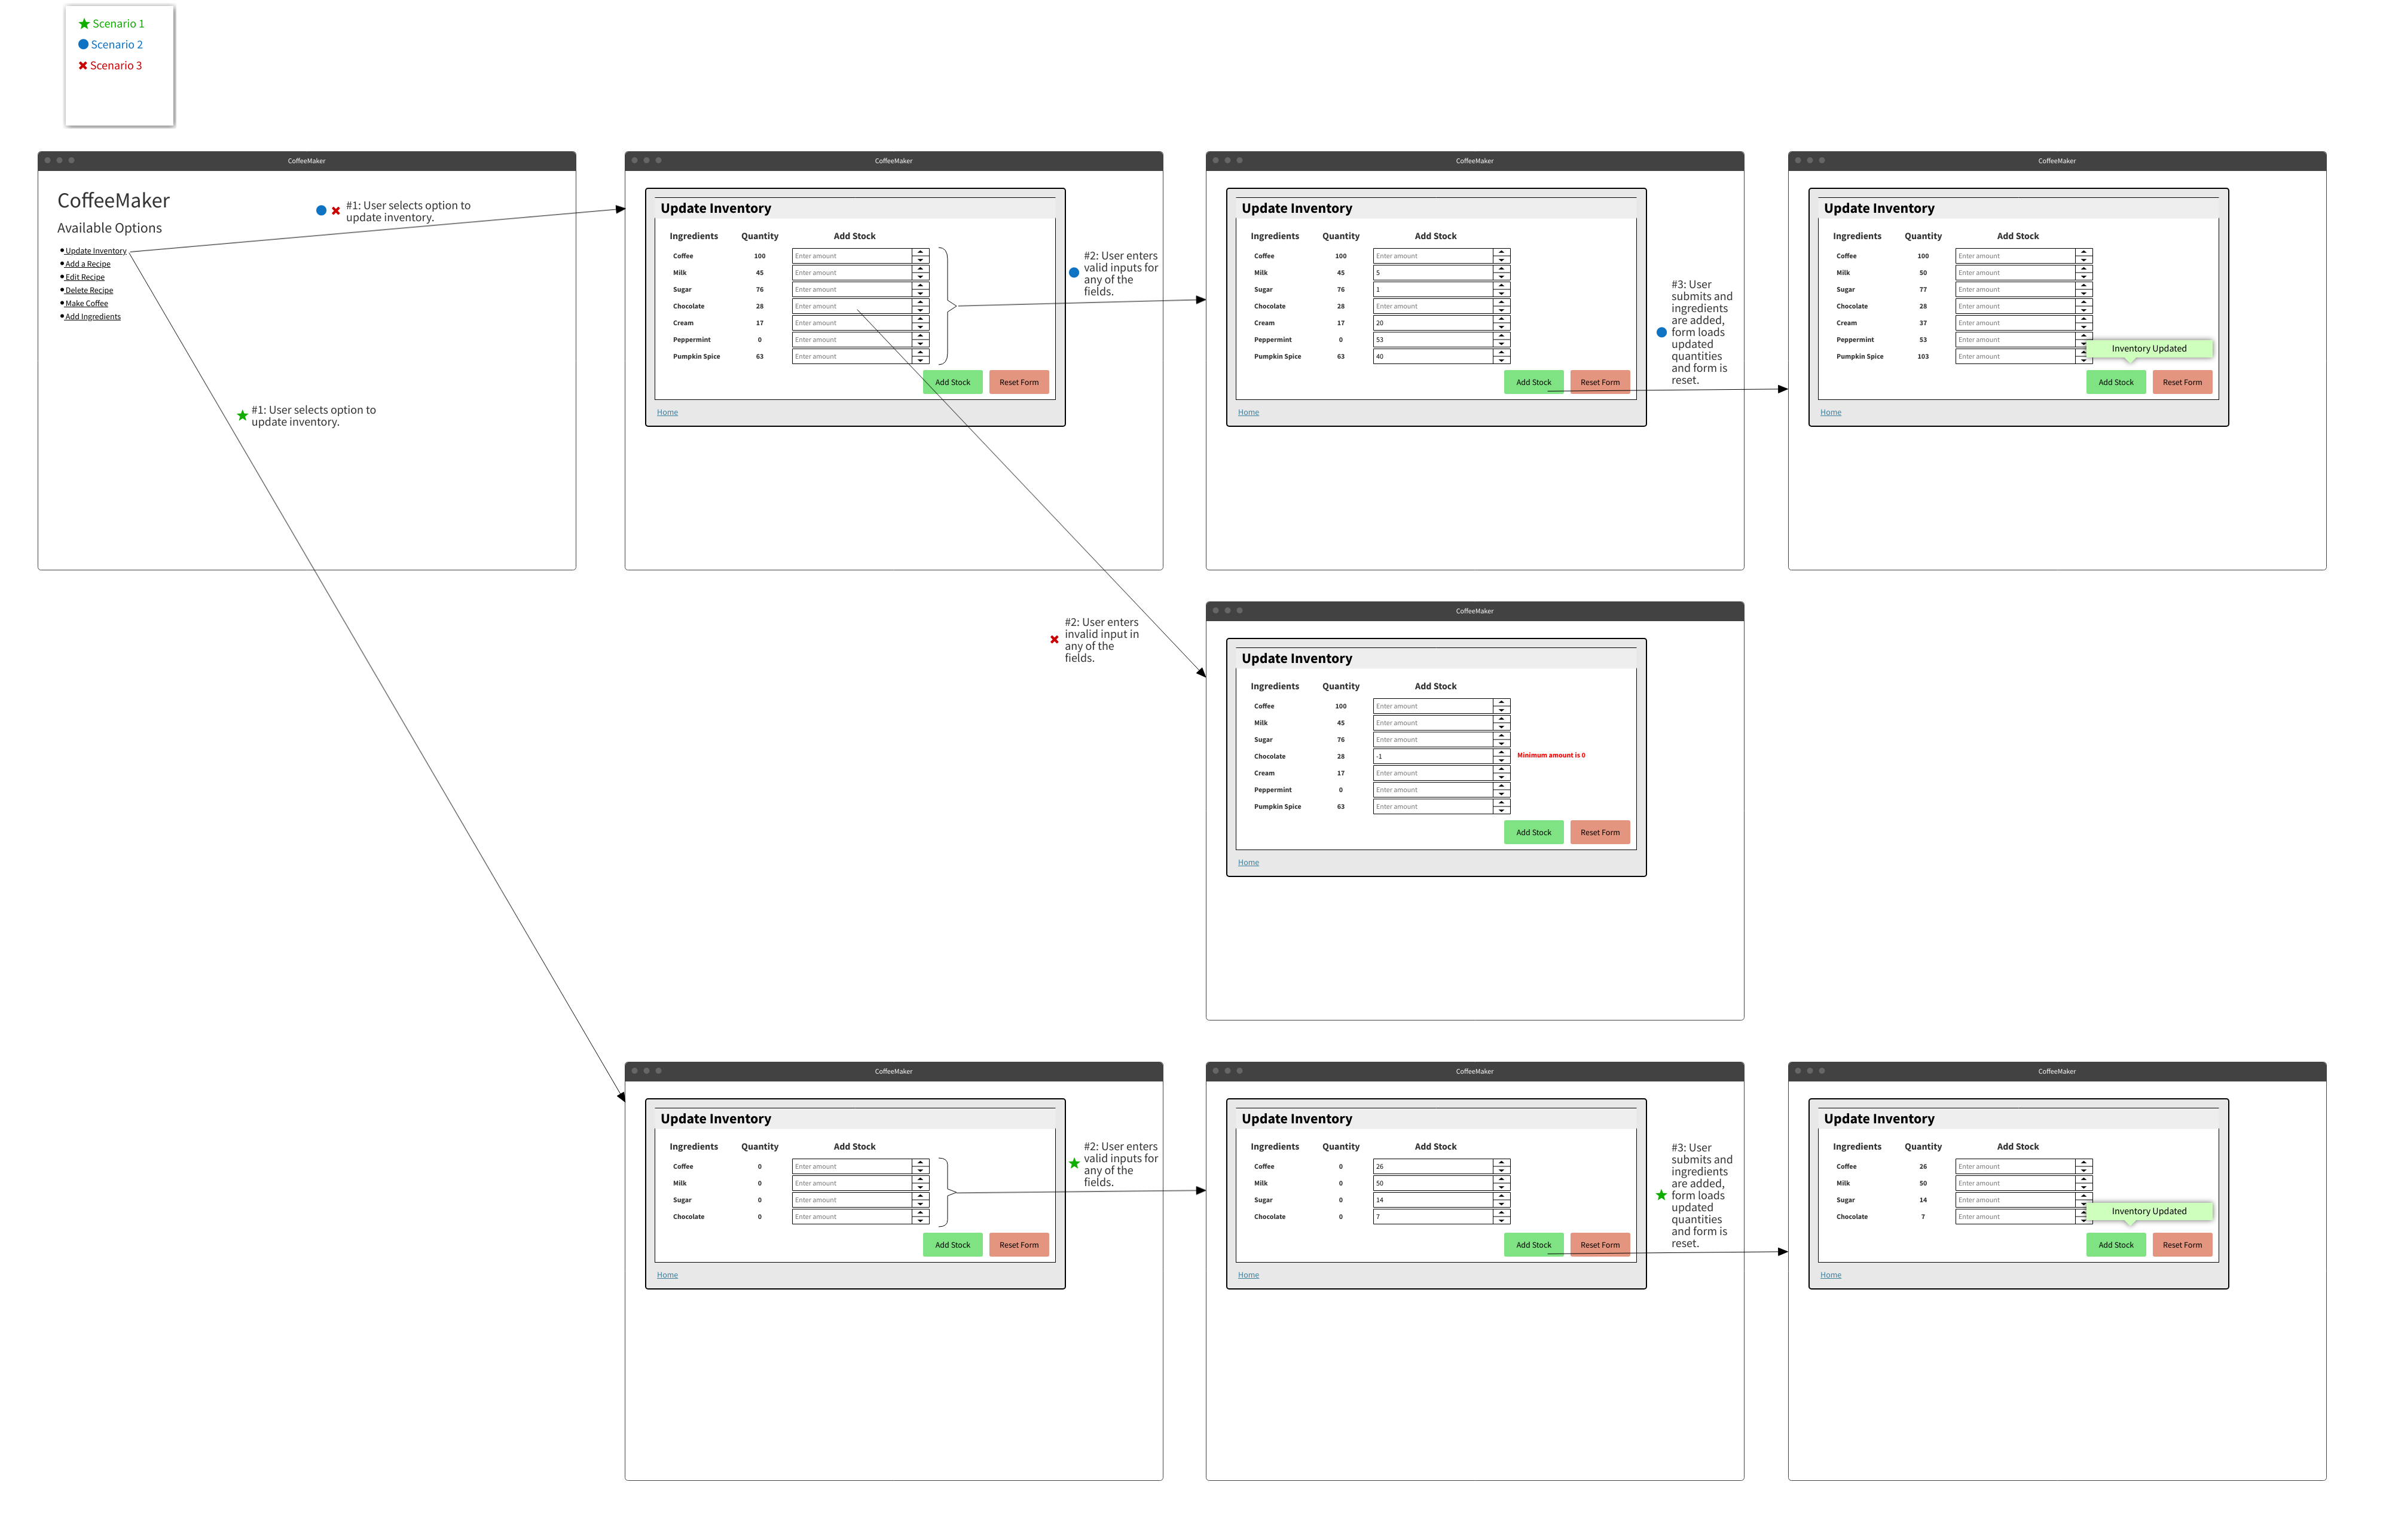 Scenario 1
Scenario 2
Scenario 3
CoffeeMaker
CoffeeMaker
Available Options
Update Inventory
Add a Recipe
Edit Recipe
Delete Recipe
Make Coffee
Add Ingredients
#1: User selects option to
update inventory.
#1: User selects option to
update inventory.
CoffeeMaker
Update Inventory
Ingredients Quantity Add Stock
Coffee 100 Enter amount
Milk 45 Enter amount
Sugar 76 Enter amount
Chocolate 28 Enter amount
Cream 17 Enter amount
Peppermint 0 Enter amount
Pumpkin Spice 63 Enter amount
Add Stock Reset Form
Home
#2: User enters
valid inputs for
any of the
fields.
CoffeeMaker
Update Inventory
Ingredients Quantity Add Stock
Coffee 100 Enter amount
Milk 45 5
Sugar 76 1
Chocolate 28 Enter amount
Cream 17 20
Peppermint 0 53
Pumpkin Spice 63 40
Add Stock Reset Form
Home
#3: User
submits and
ingredients
are added,
form loads
updated
quantities
and form is
reset.
CoffeeMaker
Update Inventory
Ingredients Quantity Add Stock
Coffee 100 Enter amount
Milk 50 Enter amount
Sugar 77 Enter amount
Chocolate 28 Enter amount
Cream 37 Enter amount
Peppermint 53 Enter amount
Pumpkin Spice 103 Enter amount
Inventory Updated
Add Stock Reset Form
Home
#2: User enters
invalid input in
any of the
fields.
CoffeeMaker
Update Inventory
Ingredients Quantity Add Stock
Coffee 100 Enter amount
Milk 45 Enter amount
Sugar 76 Enter amount
Chocolate 28 -1 Minimum amount is 0
Cream 17 Enter amount
Peppermint 0 Enter amount
Pumpkin Spice 63 Enter amount
Add Stock Reset Form
Home
CoffeeMaker
Update Inventory
Ingredients Quantity Add Stock
Coffee 0 Enter amount
Milk 0 Enter amount
Sugar 0 Enter amount
Chocolate 0 Enter amount
Add Stock Reset Form
Home
#2: User enters
valid inputs for
any of the
fields.
CoffeeMaker
Update Inventory
Ingredients Quantity Add Stock
Coffee 0 26
Milk 0 50
Sugar 0 14
Chocolate 0 7
Add Stock Reset Form
Home
#3: User
submits and
ingredients
are added,
form loads
updated
quantities
and form is
reset.
CoffeeMaker
Update Inventory
Ingredients Quantity Add Stock
Coffee 26 Enter amount
Milk 50 Enter amount
Sugar 14 Enter amount
Chocolate 7 Enter amount
Inventory Updated
Add Stock Reset Form
Home